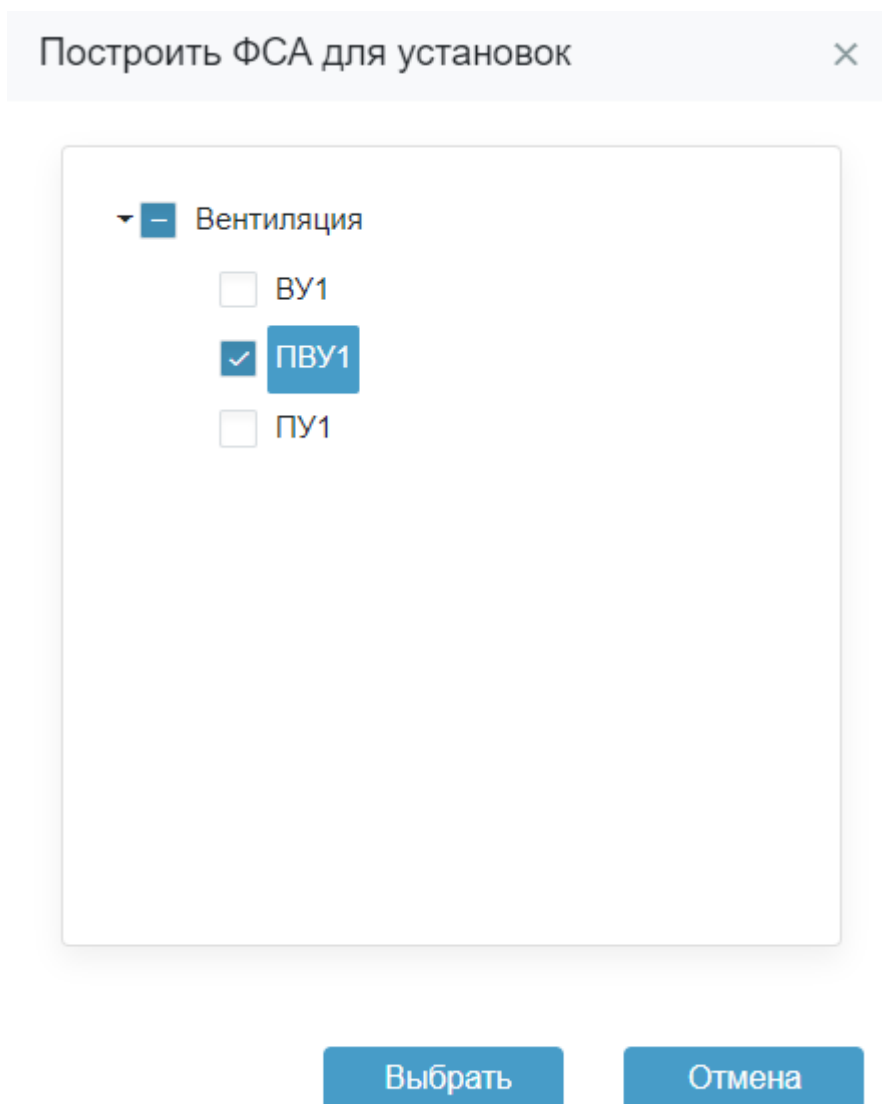 Построить ФСА для установок
Вентиляция
ВУ1
ПВУ1
ПУ1
Выбрать Отмена